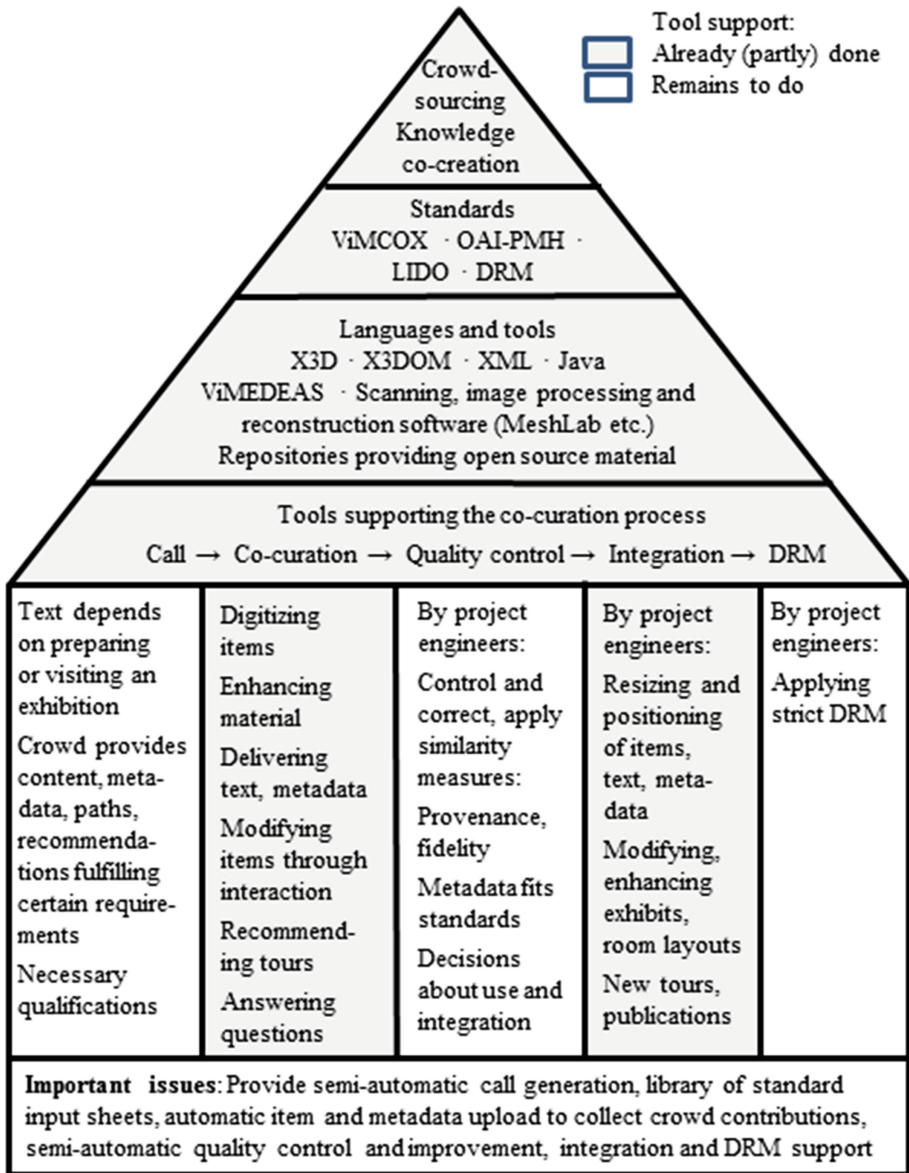 Tool support:
Already (partly) done
Remains to do
Crowd-
sourcing
Knowledge
co-creation
Standards
ViMCOX · OAI-PMH ·
LIDO · DRM
Languages and tools
X3D · X3DOM · XML · Java
ViMEDEAS · Scanning, image processing and
reconstruction software (MeshLab etc.)
Repositories providing open source material
Tools supporting the co-curation process
Call → Co-curation → Quality control → Integration → DRM
Text depends
on preparing
or visiting an
exhibition
Crowd provides
content, meta-
data, paths,
recommenda-
tions fulfilling
certain require-
ments
Necessary
qualifications
Digitizing
items
Enhancing
material
Delivering
text, metadata
Modifying
items through
interaction
Recommend-
ing tours
Answering
questions
By project
engineers:
Control and
correct, apply
similarity
measures:
Provenance,
fidelity
Metadata fits
standards
Decisions
about use and
integration
By project
engineers:
Resizing and
positioning
of items,
text, meta-
data
Modifying,
enhancing
exhibits,
room layouts
New tours,
publications
By project
engineers:
Applying
strict DRM
Important issues: Provide semi-automatic call generation, library of standard
input sheets, automatic item and metadata upload to collect crowd contributions,
semi-automatic quality control and improvement, integration and DRM support